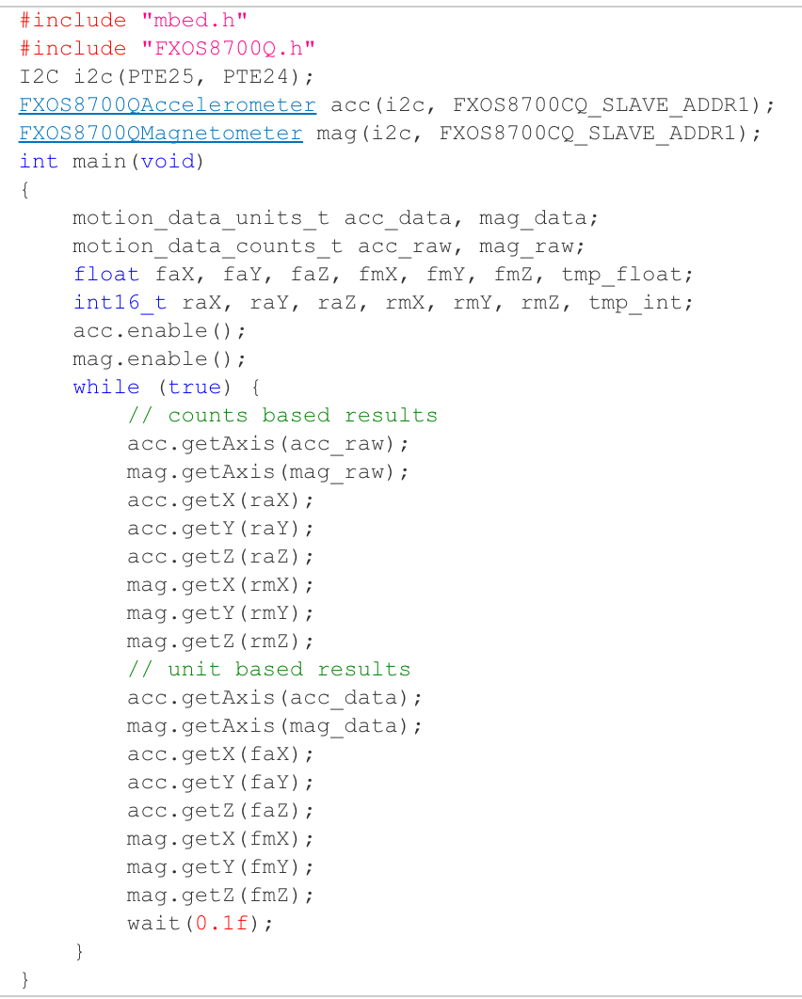 #include "mbed.h"
#include "FXOS8700Q.h"
I2C i2c(PTE25, PTE24);
FXOS8700QAccelerometer acc(i2c, FXOS8700CQ_SLAVE_ADDR1);
FXOS8700QMagnetometer mag(i2c, FXOS8700CQ_SLAVE_ADDR1);
int main(void)
{
    motion_data_units_t acc_data, mag_data;
    motion_data_counts_t acc_raw, mag_raw;
    float faX, faY, faZ, fmX, fmY, fmZ, tmp_float;
    int16_t raX, raY, raZ, rmX, rmY, rmZ, tmp_int;
    acc.enable();
    mag.enable();
    while (true) {
        // counts based results
        acc.getAxis(acc_raw);
        mag.getAxis(mag_raw);
        acc.getX(raX);
        acc.getY(raY);
        acc.getZ(raZ);
        mag.getX(rmX);
        mag.getY(rmY);
        mag.getZ(rmZ);
        // unit based results
        acc.getAxis(acc_data);
        mag.getAxis(mag_data);
        acc.getX(faX);
        acc.getY(faY);
        acc.getZ(faZ);
        mag.getX(fmX);
        mag.getY(fmY);
        mag.getZ(fmZ);
        wait(0.1f);
    }
}